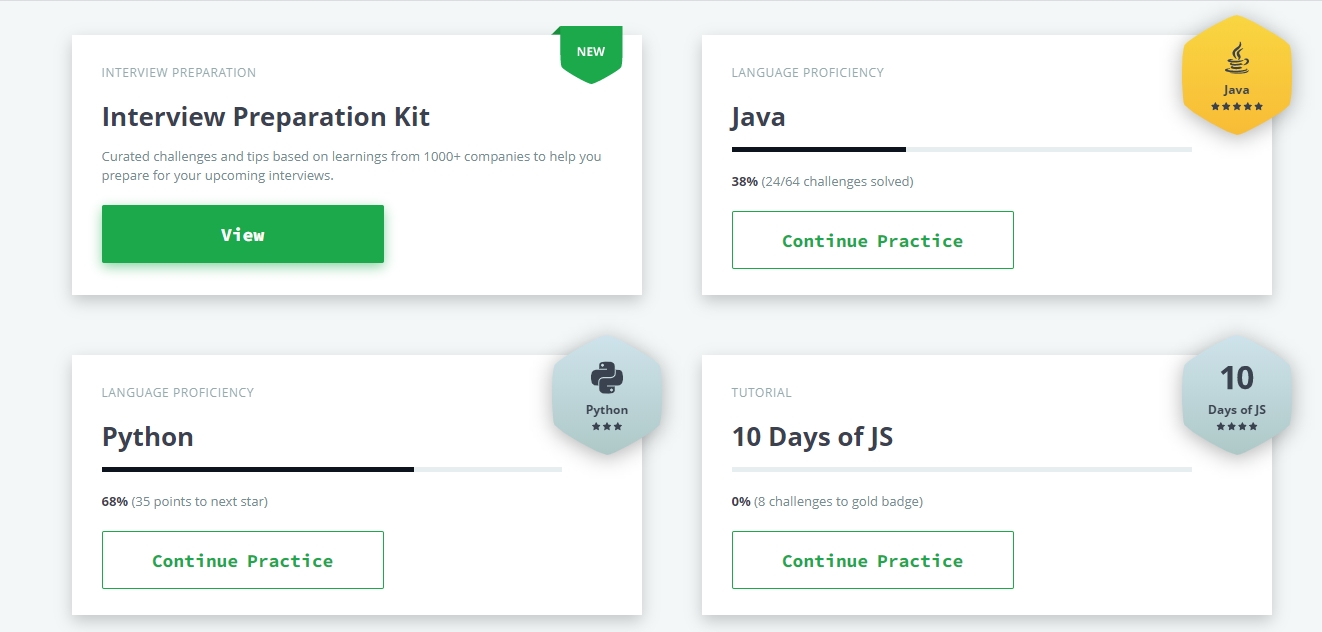 NEW
INTERVIEW PREPARATION
Interview Preparation Kit
Curated challenges and tips based on learnings from 1000+ companies to help you
prepare for your upcoming interviews.
View
Java
LANGUAGE PROFICIENCY
Java
38% (24/64 challenges solved)
Continue Practice
Python
LANGUAGE PROFICIENCY
Python
68% (35 points to next star)
Continue Practice
10
Days of JS
TUTORIAL
10 Days of JS
0% (8 challenges to gold badge)
Continue Practice